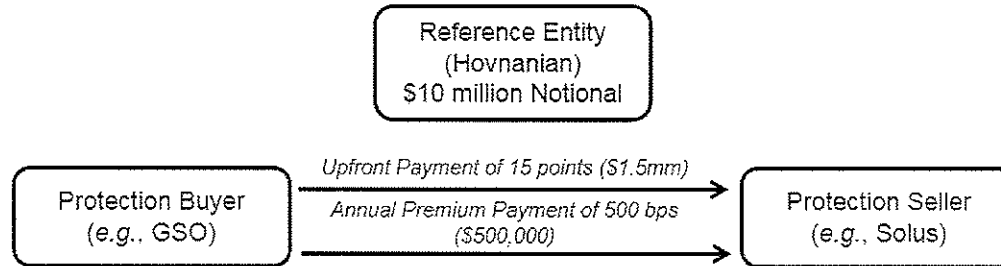 Reference Entity
(Hovnanian)
$10 million Notional
Upfront Payment of 15 points ($1.5mm)
Protection Buyer
(e.g., GSO)
Annual Premium Payment of 500 bps
($500,000)
Protection Seller
(e.g., Solus)